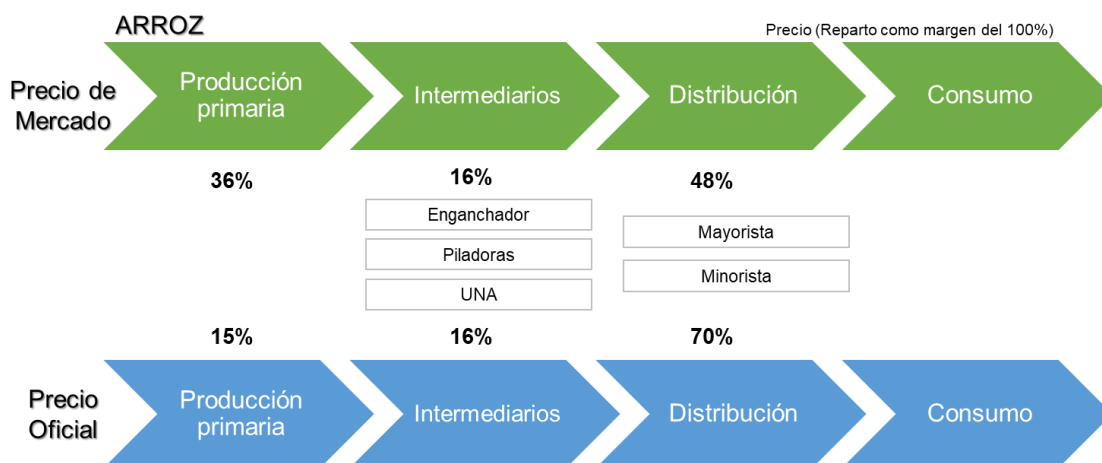 ARROZ
Precio (Reparto como margen del 100%)
Precio de
Mercado
Producción
primaria
Intermediarios
Distribución
Consumo
36%
16%
48%
Enganchador
Piladoras
UNA
Mayorista
Minorista
15%
16%
70%
Precio
Oficial
Producción
primaria
Intermediarios
Distribución
Consumo